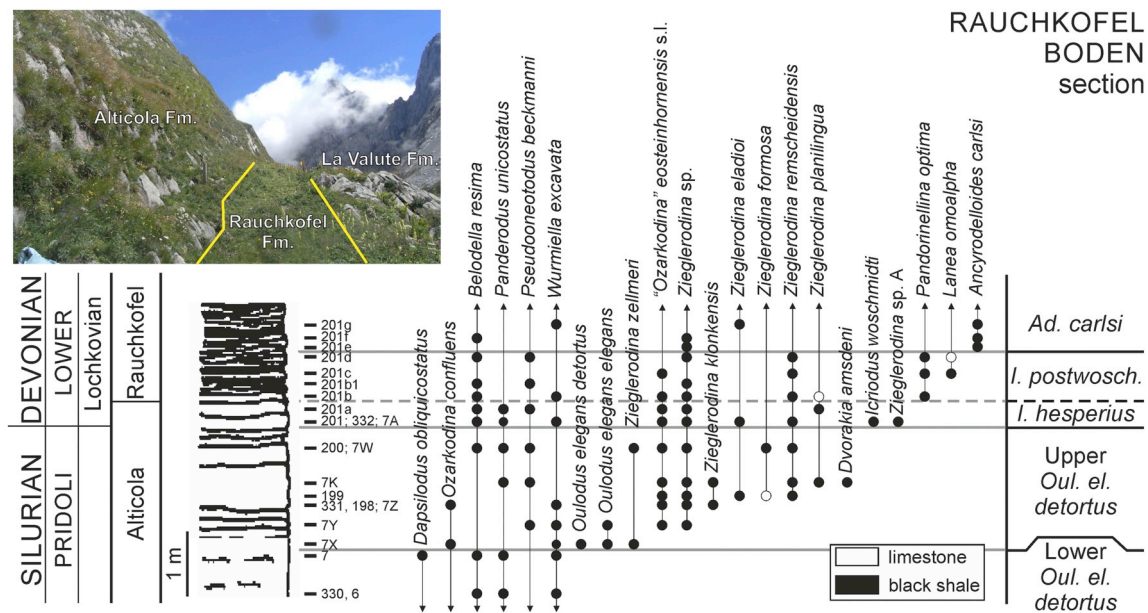 RAUCHKOFEL
BODEN
section
Alticola Fm.
La Valute Fm.
Rauchkofel
Fm.
Dapsilodus obliquicostatus
Ozarkodina confluens
Belodella resima
Panderodus unicostatus
Pseudooneotodus beckmanni
Wurmiella excavata
Oulodus elegans detortus
Oulodus elegans elegans
Zieglerodina zellmeri
“Ozarkodina” eosteinhornensis s.l.
Zieglerodina sp.
Zieglerodina klonkensis
Zieglerodina eladioi
Zieglerodina formosa
Zieglerodina remscheidensis
Zieglerodina planilingua
Dvorakia amsdeni
Icriodus woschmidti
Zieglerodina sp. A
Pandorinellina optima
Lanea omoalpha
Ancyrodelloides carlsi
DEVONIAN
LOWER
Lochkovian
Rauchkofel
SILURIAN
PRIDOLI
Alticola
1 m
201g
201f
201e
201d
201c
201b1
201b
201a
201; 332; 7A
200; 7W
7K
199
331, 198; 7Z
7Y
7X
7
330, 6
Ad. carlsi
I. postwosch.
I. hesperius
Upper
Oul. el.
detortus
Lower
Oul. el.
detortus
limestone
black shale